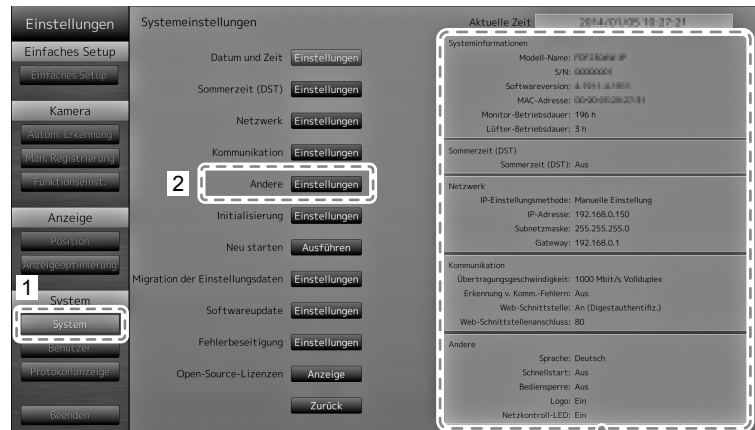 Einstellungen
Einfaches Setup
Einfaches Setup
Kamera
Autom. Erkennung
Man. Registrierung
Funktionseinst.
Anzeige
Position
Anzeigeoptimierung
1
System
System
Benutzer
Protokollanzeige
Beenden
Systemeinstellungen
Datum und Zeit Einstellungen
Sommerzeit (DST) Einstellungen
Netzwerk Einstellungen
Kommunikation Einstellungen
2
Andere Einstellungen
Initialisierung Einstellungen
Neu starten Ausführen
Migration der Einstellungsdaten Einstellungen
Softwareupdate Einstellungen
Fehlerbeseitigung Einstellungen
Open-Source-Lizenzen Anzeige
Zurück
Aktuelle Zeit
Systeminformationen
Modell-Name:
S/N:
Softwareversion:
MAC-Adresse:
Monitor-Betriebsdauer: 196 h
Lüfter-Betriebsdauer: 3 h
Sommerzeit (DST)
Sommerzeit (DST): Aus
Netzwerk
IP-Einstellungsmethode: Manuelle Einstellung
IP-Adresse: 192.168.0.150
Subnetzmaske: 255.255.255.0
Gateway: 192.168.0.1
Kommunikation
Übertragungsgeschwindigkeit: 1000 Mbit/s Vollduplex
Erkennung v. Komm.-Fehlern: Aus
Web-Schnittstelle: An (Digestauthentifiz.)
Web-Schnittstellenanschluss: 80
Andere
Sprache: Deutsch
Schnellstart: Aus
Bediensperre: Aus
Logo: Ein
Netzkontroll-LED: Ein